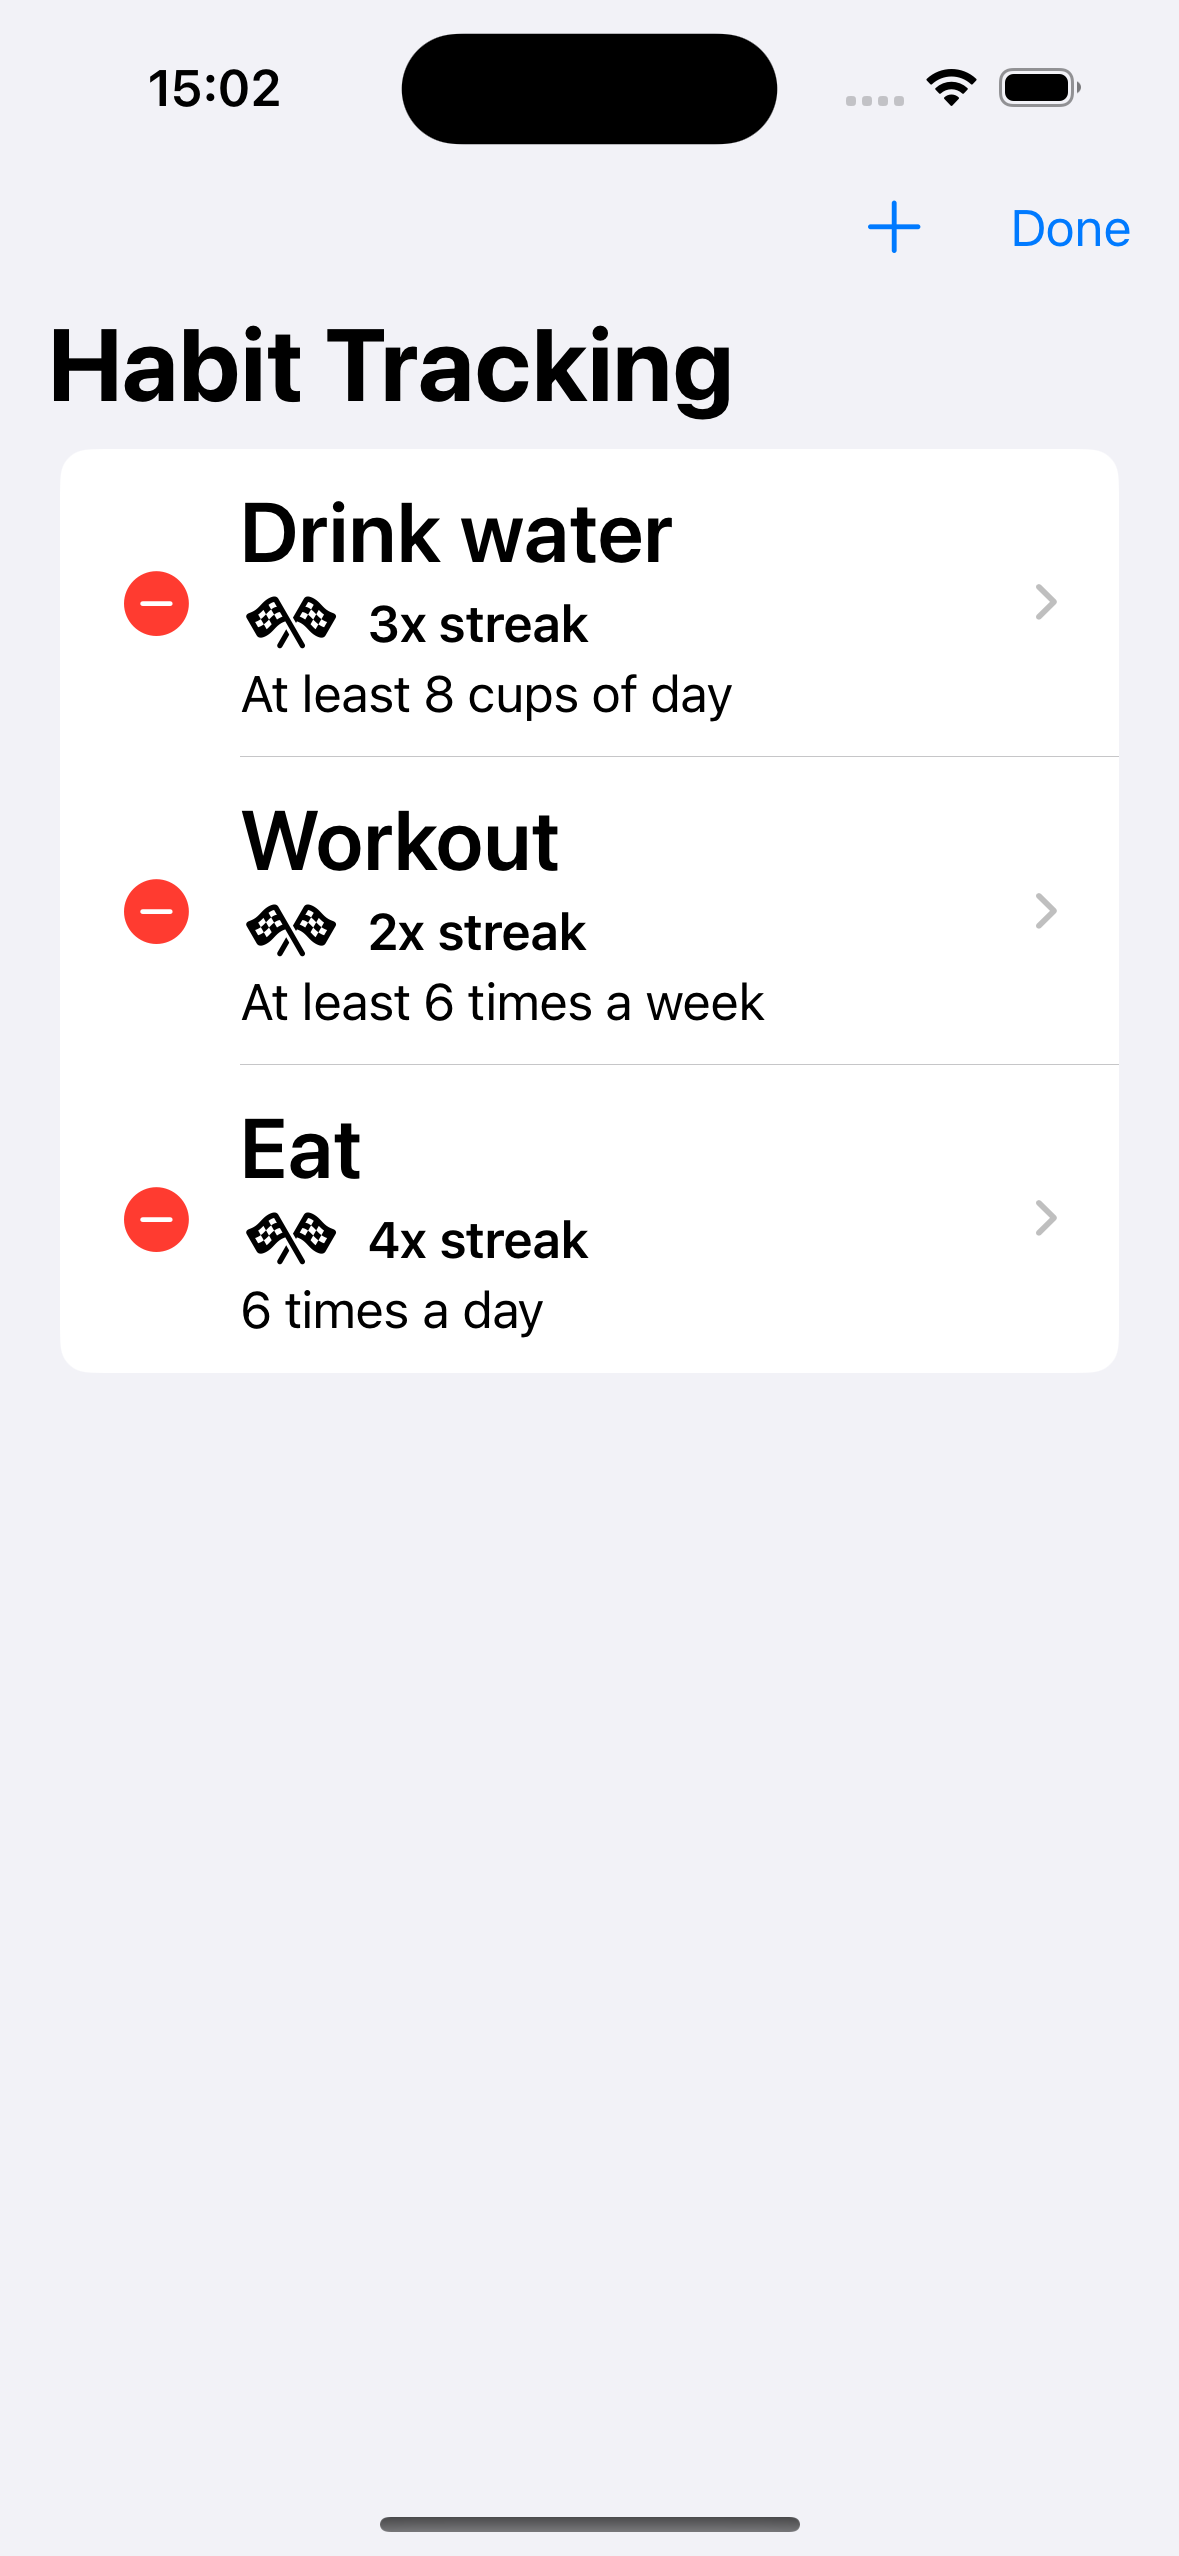 15:02
Done
Habit Tracking
Drink water
3x streak
At least 8 cups of day
Workout
2x streak
At least 6 times a week
Eat
4x streak
6 times a day